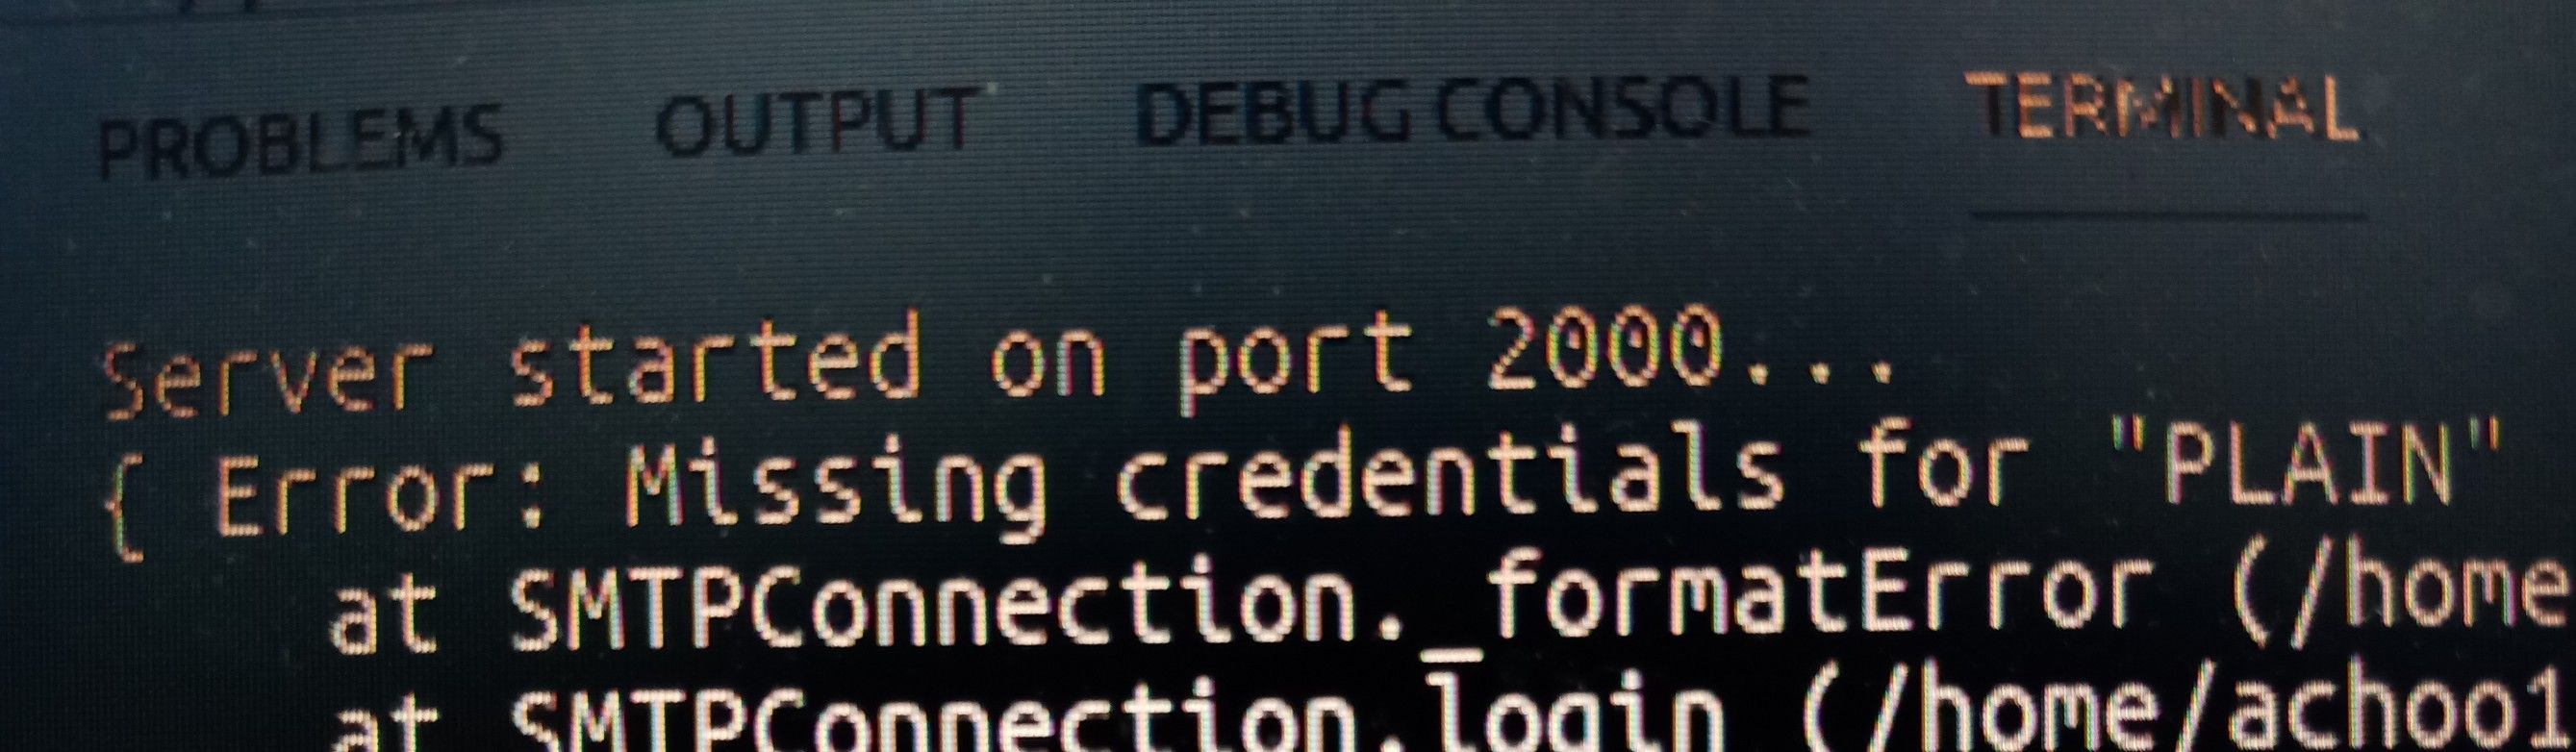 PROBLEMS OUTPUT DEBUG CONSOLE TERMINAL
Server started on port 2000...
{ Error: Missing credentials for "PLAIN"
at SMTPConnection._formatError (/home
at SMTPConnection.login (/home/achoo1